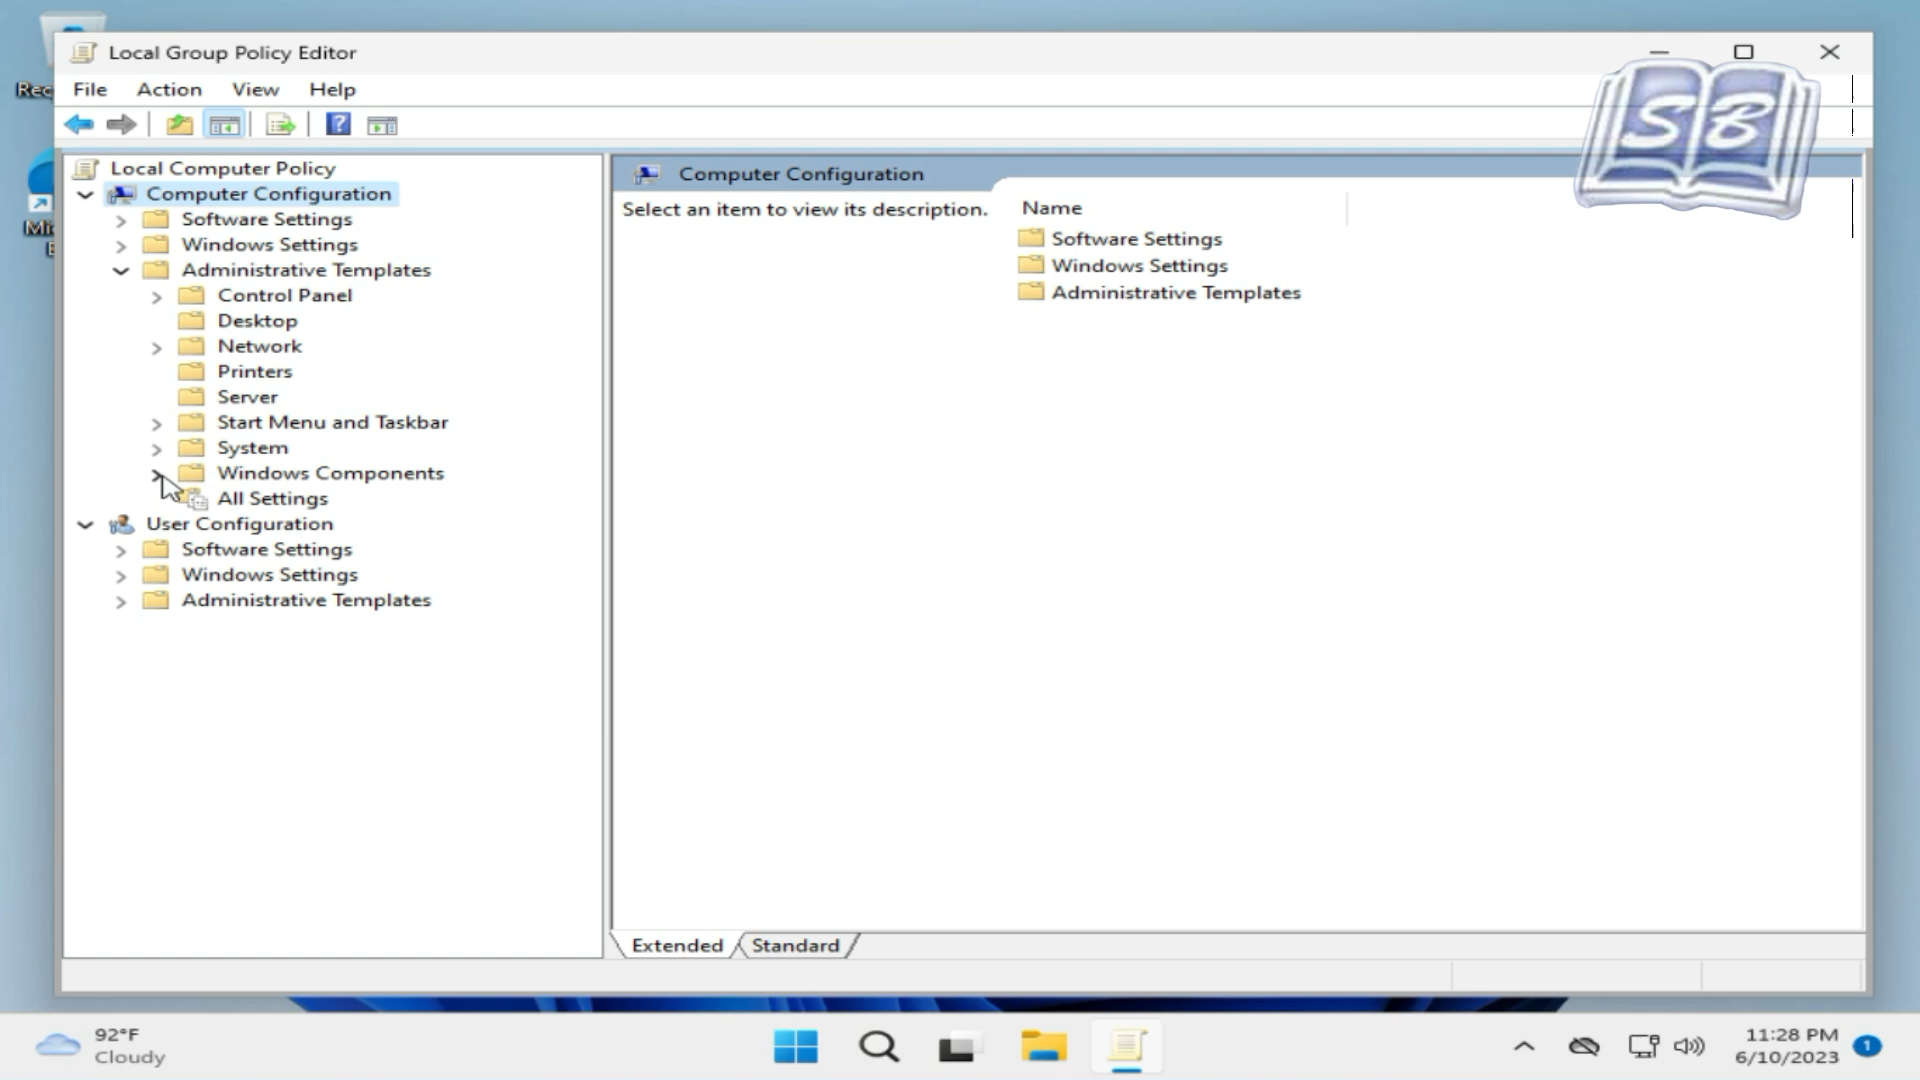 Local Group Policy Editor
File Action View Help
Local Computer Policy
Computer Configuration
Software Settings
Windows Settings
Administrative Templates
Control Panel
Desktop
Network
Printers
Server
Start Menu and Taskbar
System
Windows Components
All Settings
User Configuration
Software Settings
Windows Settings
Administrative Templates
Computer Configuration
Select an item to view its description.
Name
Software Settings
Windows Settings
Administrative Templates
Extended Standard
SB
Rec
Mi
E
92°F
Cloudy
11:28 PM
6/10/2023
1